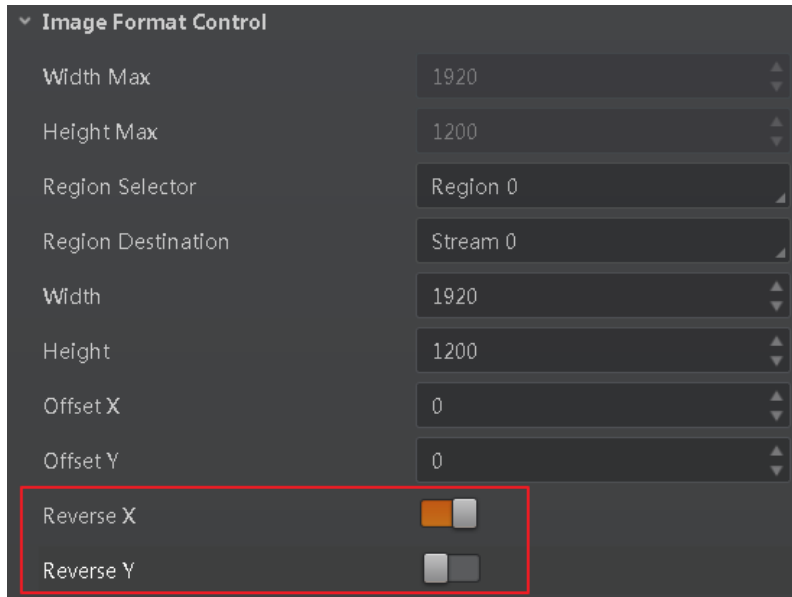 Image Format Control
Width Max 1920
Height Max 1200
Region Selector Region 0
Region Destination Stream 0
Width 1920
Height 1200
Offset X 0
Offset Y 0
Reverse X
Reverse Y